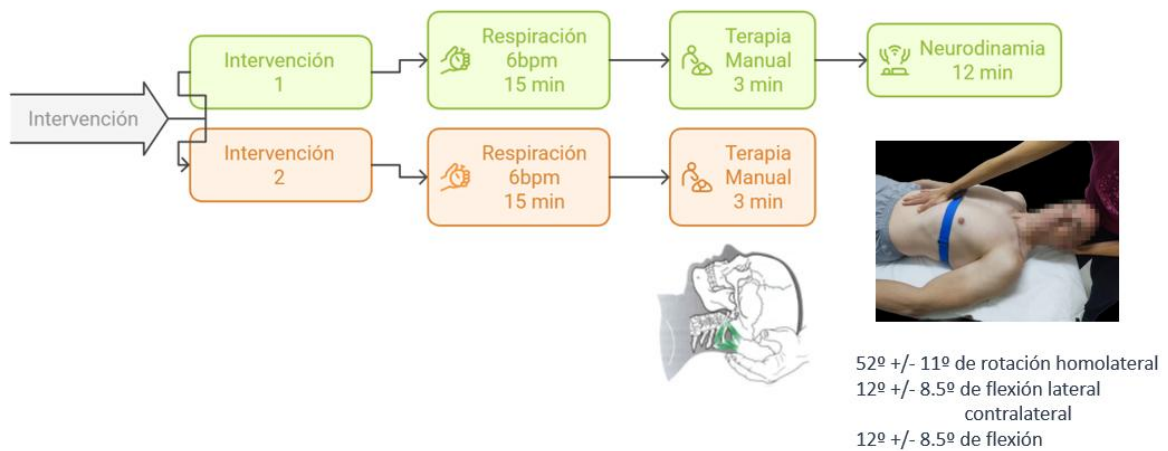 Intervención
Intervención
1
Respiración
6bpm
15 min
Terapia
Manual
3 min
Neurodinamia
12 min
Intervención
2
Respiración
6bpm
15 min
Terapia
Manual
3 min
52º +/- 11º de rotación homolateral
12º +/- 8.5º de flexión lateral
contralateral
12º +/- 8.5º de flexión